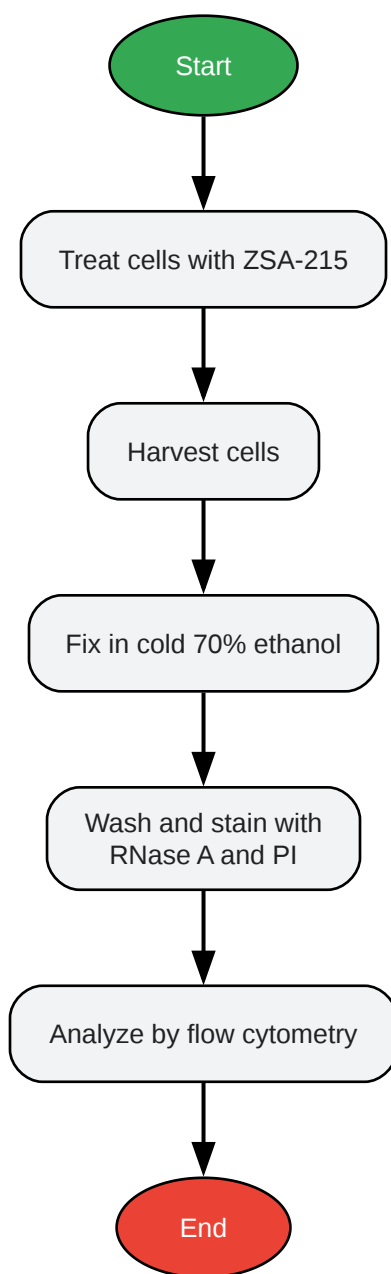 Start
Treat cells with ZSA-215
Harvest cells
Fix in cold 70% ethanol
Wash and stain with
RNase A and PI
Analyze by flow cytometry
End